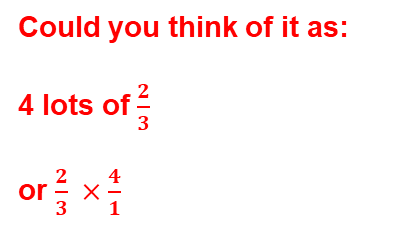 Could you think of it as:
4 lots of 2/3
or 2/3 × 4/1